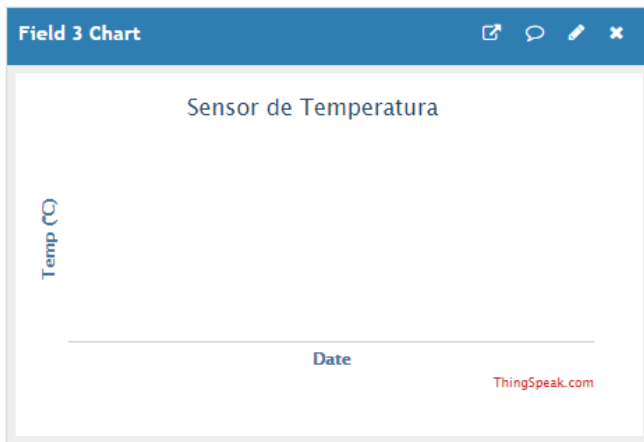 Field 3 Chart
Sensor de Temperatura
Temp (°C)
Date
ThingSpeak.com